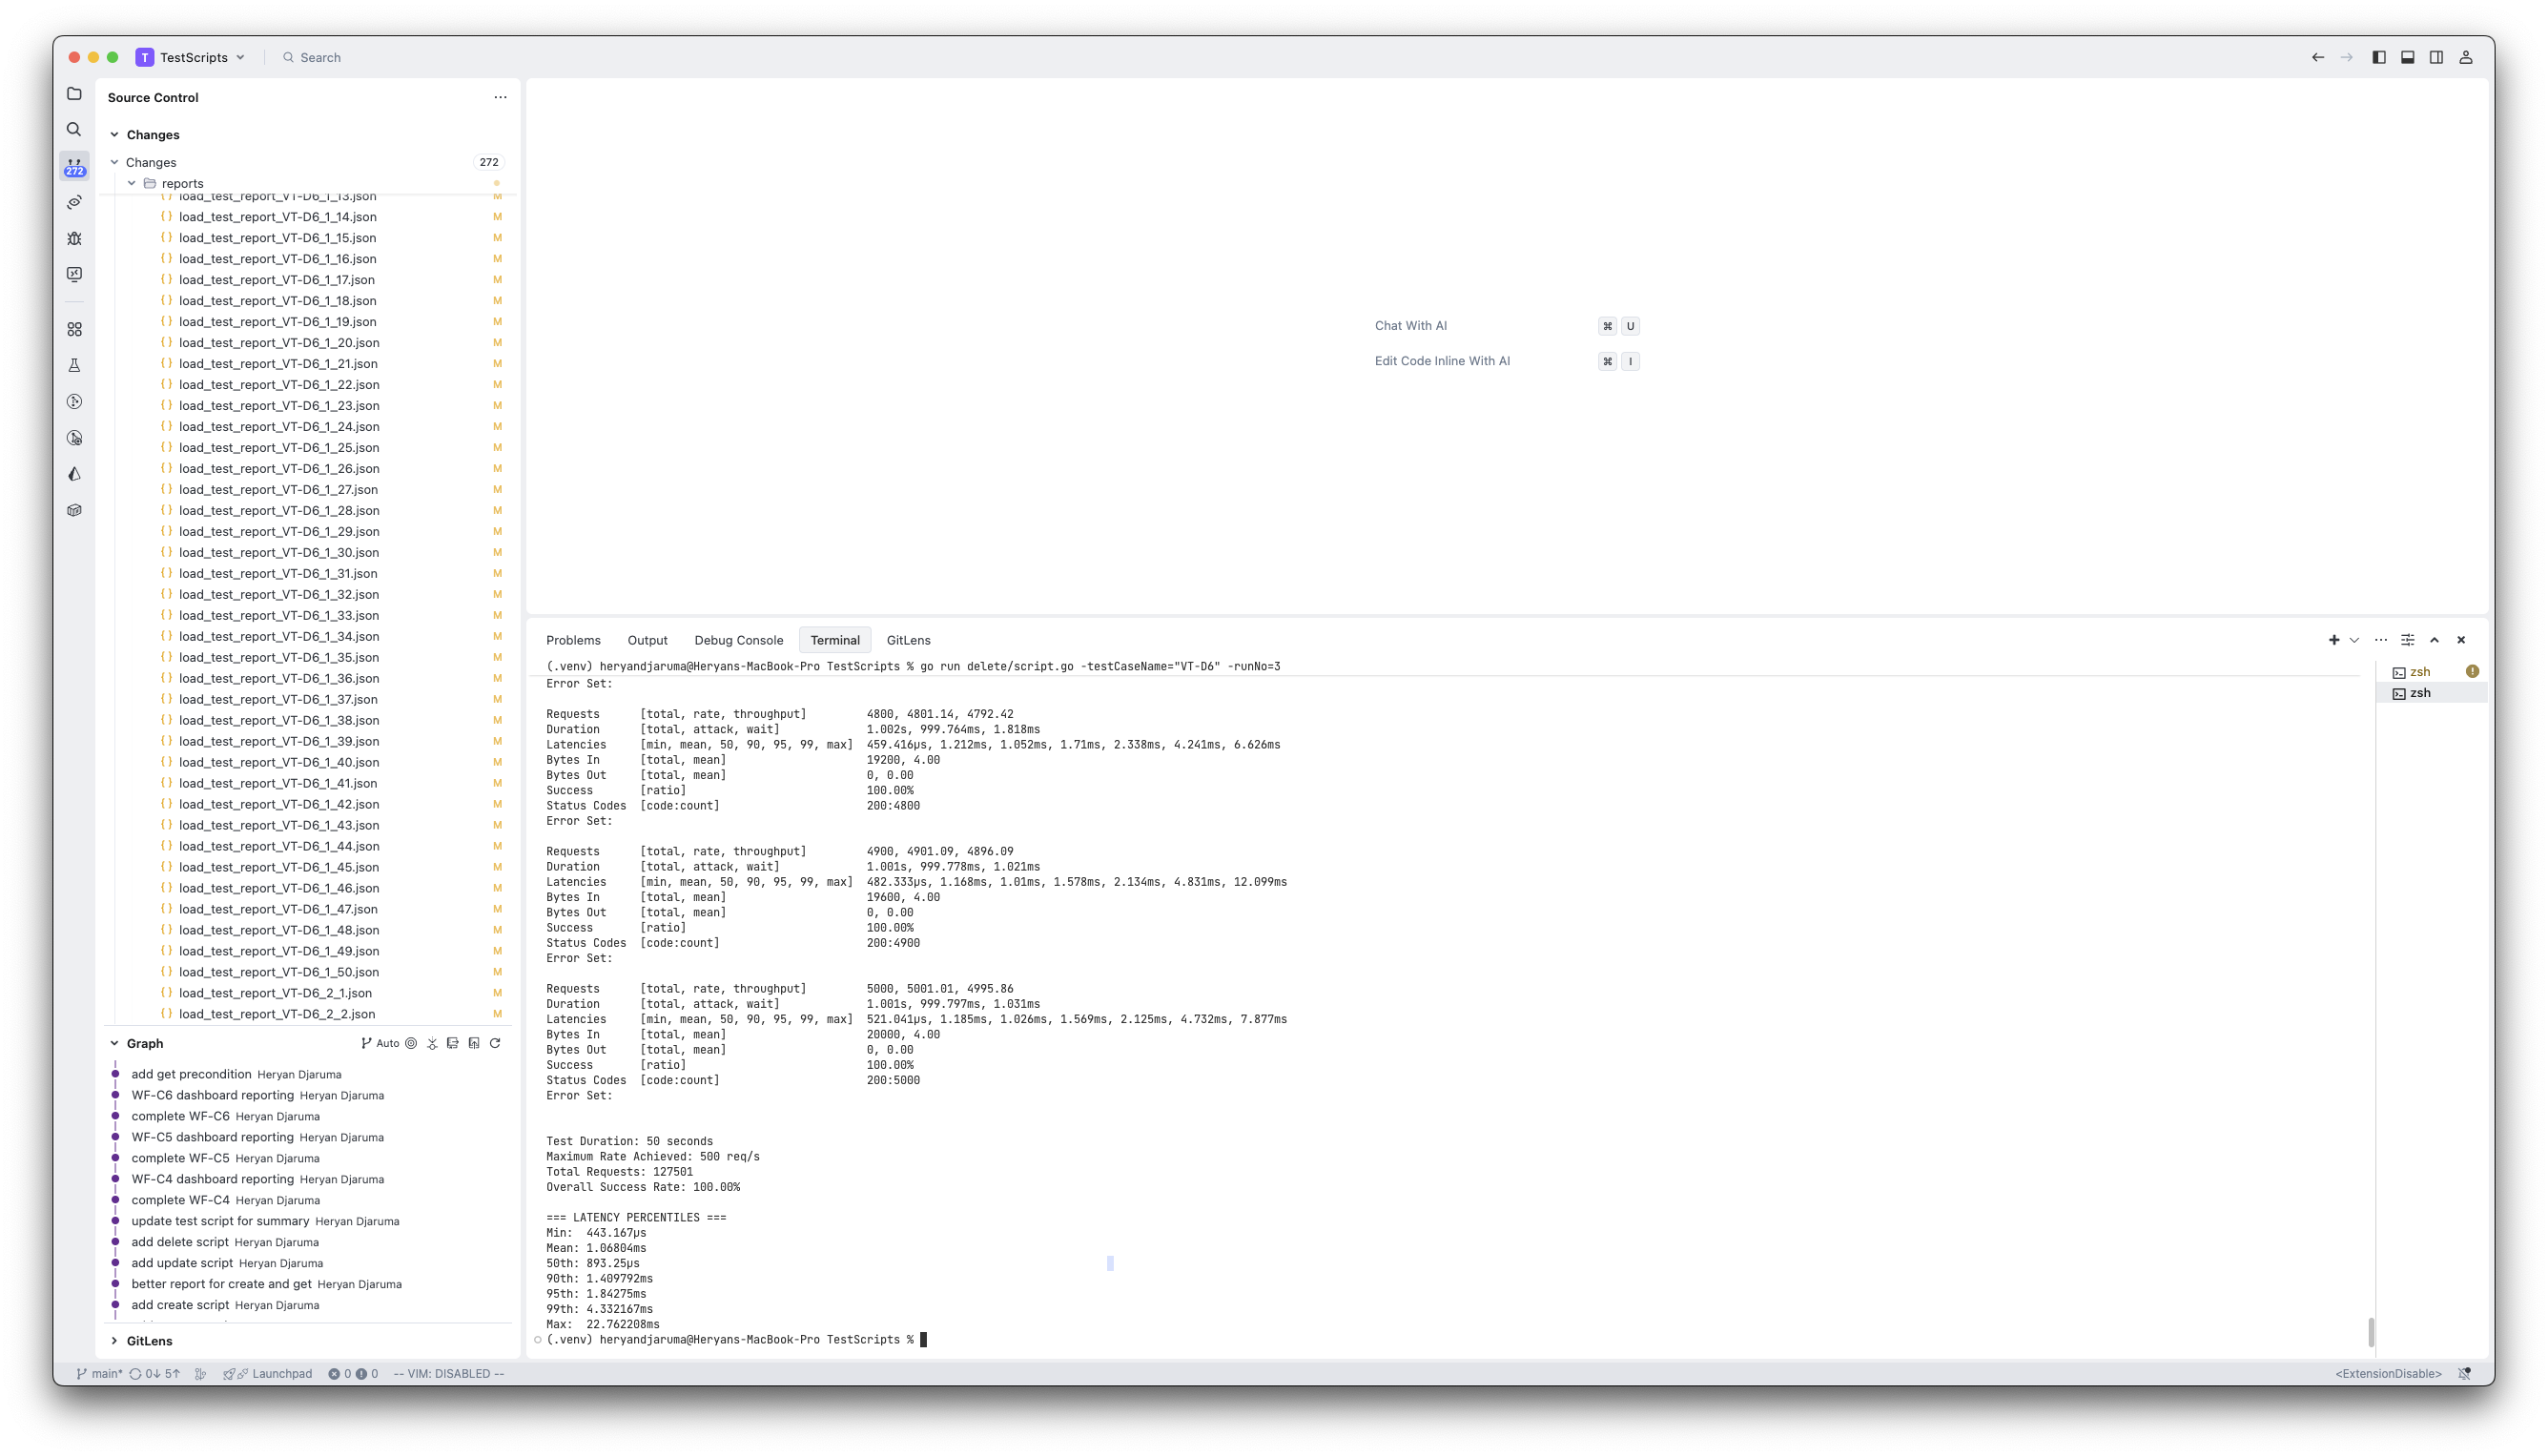 T TestScripts Search
Source Control
Changes
Changes 272
272
reports
load_test_report_VT-D6_1_13.json M
load_test_report_VT-D6_1_14.json M
load_test_report_VT-D6_1_15.json M
load_test_report_VT-D6_1_16.json M
load_test_report_VT-D6_1_17.json M
load_test_report_VT-D6_1_18.json M
load_test_report_VT-D6_1_19.json M
load_test_report_VT-D6_1_20.json M
load_test_report_VT-D6_1_21.json M
load_test_report_VT-D6_1_22.json M
load_test_report_VT-D6_1_23.json M
load_test_report_VT-D6_1_24.json M
load_test_report_VT-D6_1_25.json M
load_test_report_VT-D6_1_26.json M
load_test_report_VT-D6_1_27.json M
load_test_report_VT-D6_1_28.json M
load_test_report_VT-D6_1_29.json M
load_test_report_VT-D6_1_30.json M
load_test_report_VT-D6_1_31.json M
load_test_report_VT-D6_1_32.json M
load_test_report_VT-D6_1_33.json M
load_test_report_VT-D6_1_34.json M
load_test_report_VT-D6_1_35.json M
load_test_report_VT-D6_1_36.json M
load_test_report_VT-D6_1_37.json M
load_test_report_VT-D6_1_38.json M
load_test_report_VT-D6_1_39.json M
load_test_report_VT-D6_1_40.json M
load_test_report_VT-D6_1_41.json M
load_test_report_VT-D6_1_42.json M
load_test_report_VT-D6_1_43.json M
load_test_report_VT-D6_1_44.json M
load_test_report_VT-D6_1_45.json M
load_test_report_VT-D6_1_46.json M
load_test_report_VT-D6_1_47.json M
load_test_report_VT-D6_1_48.json M
load_test_report_VT-D6_1_49.json M
load_test_report_VT-D6_1_50.json M
load_test_report_VT-D6_2_1.json M
load_test_report_VT-D6_2_2.json M
Graph Auto
add get precondition Heryan Djaruma
WF-C6 dashboard reporting Heryan Djaruma
complete WF-C6 Heryan Djaruma
WF-C5 dashboard reporting Heryan Djaruma
complete WF-C5 Heryan Djaruma
WF-C4 dashboard reporting Heryan Djaruma
complete WF-C4 Heryan Djaruma
update test script for summary Heryan Djaruma
add delete script Heryan Djaruma
add update script Heryan Djaruma
better report for create and get Heryan Djaruma
add create script Heryan Djaruma
GitLens
Chat With AI ⌘ U
Edit Code Inline With AI ⌘ I
Problems Output Debug Console Terminal GitLens
zsh
zsh
(.venv) heryandjaruma@Heryans-MacBook-Pro TestScripts % go run delete/script.go -testCaseName="VT-D6" -runNo=3
Error Set:
Requests [total, rate, throughput] 4800, 4801.14, 4792.42
Duration [total, attack, wait] 1.002s, 999.764ms, 1.818ms
Latencies [min, mean, 50, 90, 95, 99, max] 459.416µs, 1.212ms, 1.052ms, 1.71ms, 2.338ms, 4.241ms, 6.626ms
Bytes In [total, mean] 19200, 4.00
Bytes Out [total, mean] 0, 0.00
Success [ratio] 100.00%
Status Codes [code:count] 200:4800
Error Set:
Requests [total, rate, throughput] 4900, 4901.09, 4896.09
Duration [total, attack, wait] 1.001s, 999.778ms, 1.021ms
Latencies [min, mean, 50, 90, 95, 99, max] 482.333µs, 1.168ms, 1.01ms, 1.578ms, 2.134ms, 4.831ms, 12.099ms
Bytes In [total, mean] 19600, 4.00
Bytes Out [total, mean] 0, 0.00
Success [ratio] 100.00%
Status Codes [code:count] 200:4900
Error Set:
Requests [total, rate, throughput] 5000, 5001.01, 4995.86
Duration [total, attack, wait] 1.001s, 999.797ms, 1.031ms
Latencies [min, mean, 50, 90, 95, 99, max] 521.041µs, 1.185ms, 1.026ms, 1.569ms, 2.125ms, 4.732ms, 7.877ms
Bytes In [total, mean] 20000, 4.00
Bytes Out [total, mean] 0, 0.00
Success [ratio] 100.00%
Status Codes [code:count] 200:5000
Error Set:
Test Duration: 50 seconds
Maximum Rate Achieved: 500 req/s
Total Requests: 127501
Overall Success Rate: 100.00%
=== LATENCY PERCENTILES ===
Min: 443.167µs
Mean: 1.06804ms
50th: 893.25µs
90th: 1.409792ms
95th: 1.84275ms
99th: 4.332167ms
Max: 22.762208ms
(.venv) heryandjaruma@Heryans-MacBook-Pro TestScripts %
main* 0↓ 5↑ Launchpad 0 0 -- VIM: DISABLED -- <ExtensionDisable>